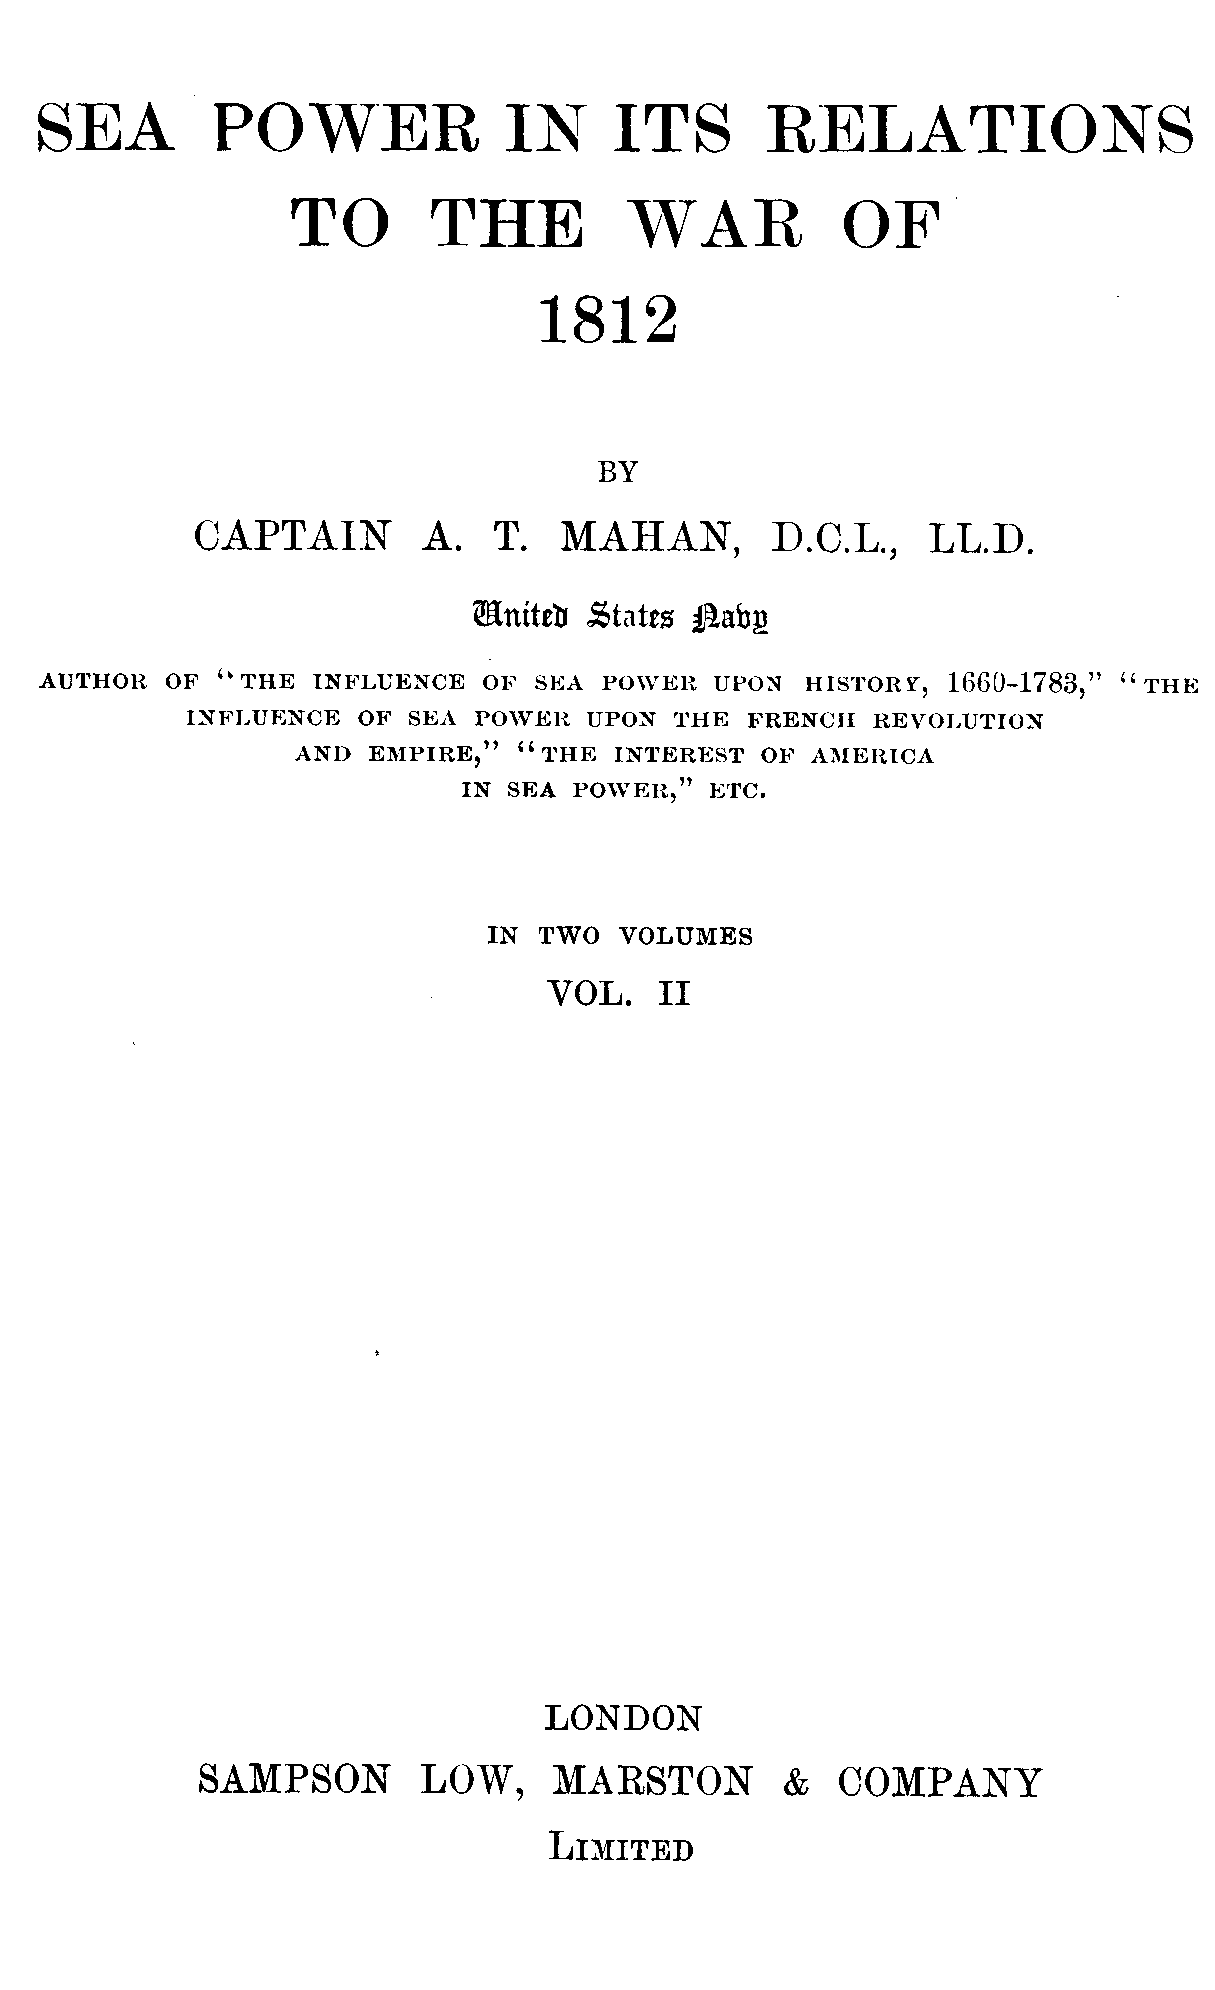 SEA POWER IN ITS RELATIONS
TO THE WAR OF
1812
BY
CAPTAIN A. T. MAHAN, D.C.L., LL.D.
United States Navy
AUTHOR OF “THE INFLUENCE OF SEA POWER UPON HISTORY, 1660-1783,” “THE
INFLUENCE OF SEA POWER UPON THE FRENCH REVOLUTION
AND EMPIRE,” “THE INTEREST OF AMERICA
IN SEA POWER,” ETC.
IN TWO VOLUMES
VOL. II
LONDON
SAMPSON LOW, MARSTON & COMPANY
LIMITED